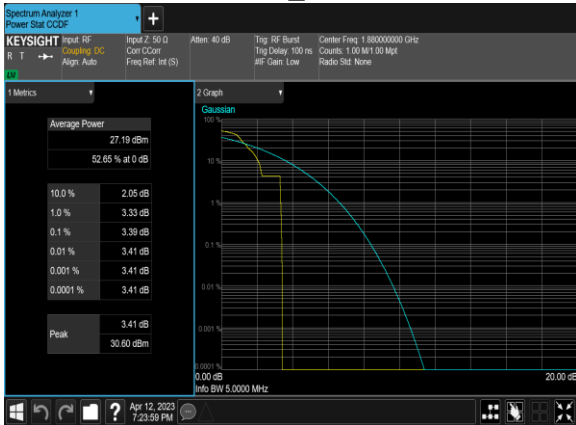 Spectrum Analyzer 1
Power Stat CCDF
+
KEYSIGHT
R T
LXI
Input: RF
Coupling: DC
Align: Auto
Input Z: 50 Ω
Corr CCorr
Freq Ref: Int (S)
Atten: 40 dB
Trig: RF Burst
Trig Delay: 100 ns
#IF Gain: Low
Center Freq: 1.880000000 GHz
Counts: 1.00 M/1.00 Mpt
Radio Std: None
1 Metrics
Average Power
27.19 dBm
52.65 % at 0 dB
10.0 % 2.05 dB
1.0 % 3.33 dB
0.1 % 3.39 dB
0.01 % 3.41 dB
0.001 % 3.41 dB
0.0001 % 3.41 dB
Peak
3.41 dB
30.60 dBm
2 Graph
Gaussian
100 %
10 %
1 %
0.1 %
0.01 %
0.001 %
0.0001 %
0.00 dB 20.00 dB
Info BW 5.0000 MHz
?
Apr 12, 2023
7:23:59 PM